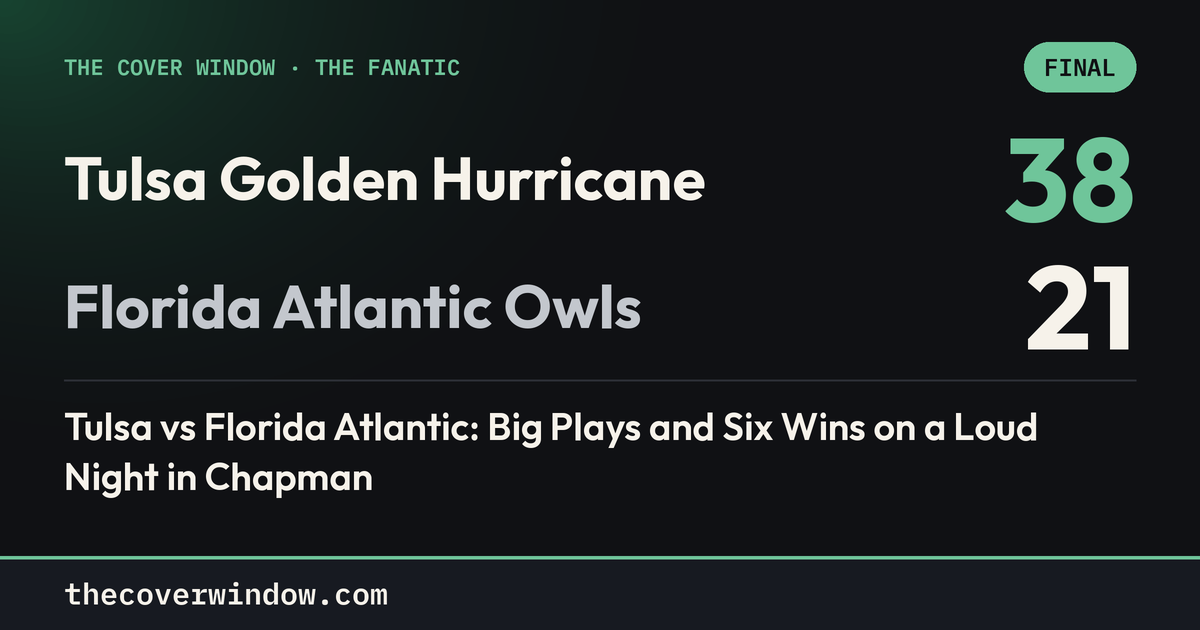 THE COVER WINDOW · THE FANATIC
FINAL
Tulsa Golden Hurricane
38
Florida Atlantic Owls
21
Tulsa vs Florida Atlantic: Big Plays and Six Wins on a Loud
Night in Chapman
thecoverwindow.com